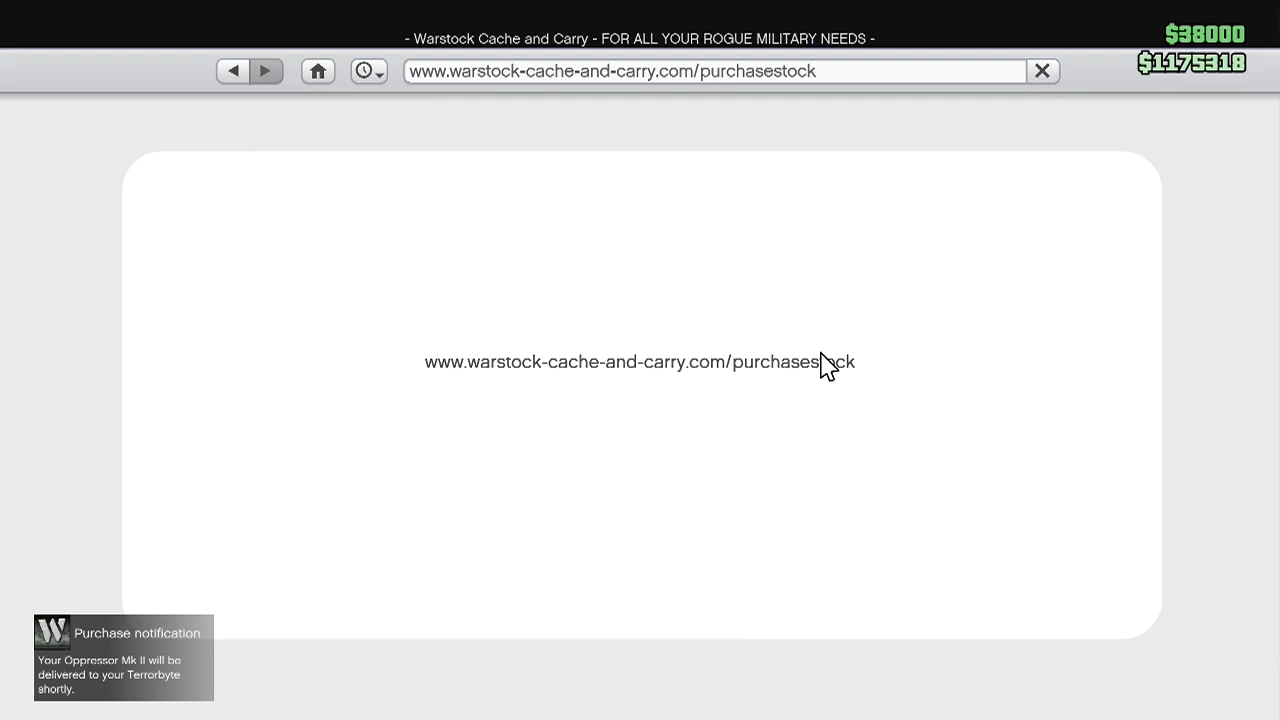 - Warstock Cache and Carry - FOR ALL YOUR ROGUE MILITARY NEEDS -
$38000
$1175318
www.warstock-cache-and-carry.com/purchasestock
www.warstock-cache-and-carry.com/purchasestock
W Purchase notification
Your Oppressor Mk II will be
delivered to your Terrorbyte
shortly.